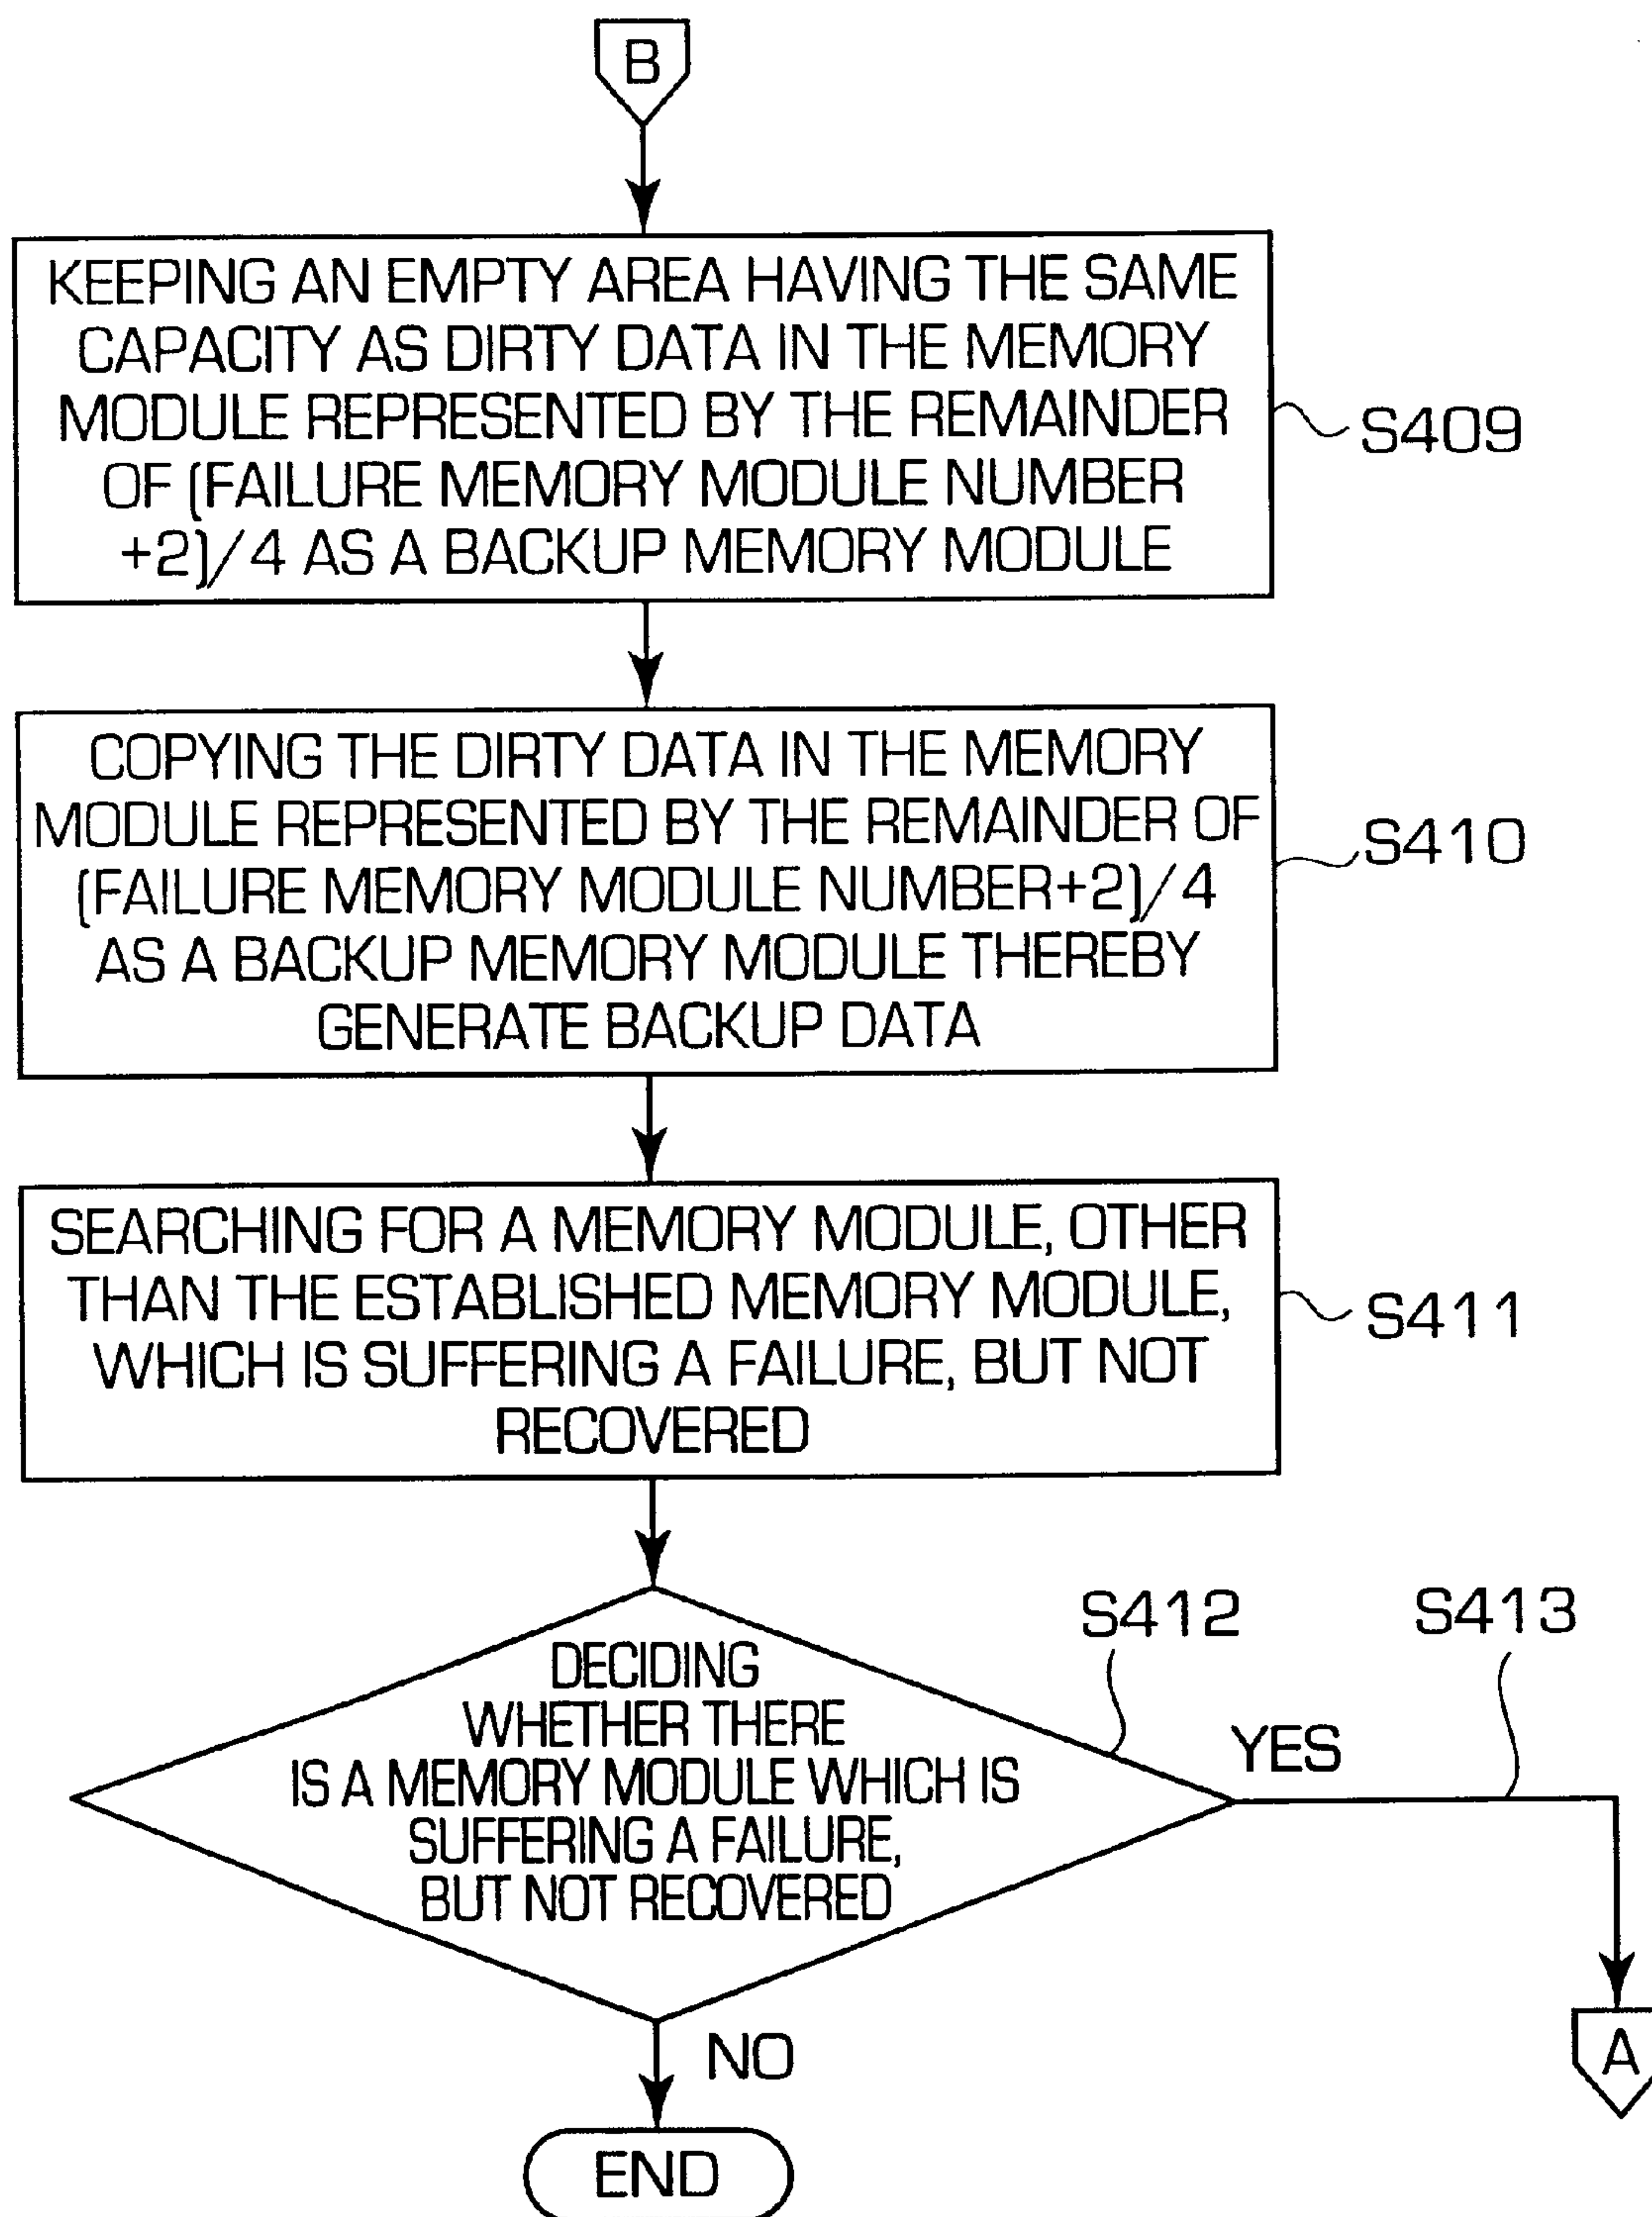 B
KEEPING AN EMPTY AREA HAVING THE SAME
CAPACITY AS DIRTY DATA IN THE MEMORY
MODULE REPRESENTED BY THE REMAINDER
OF (FAILURE MEMORY MODULE NUMBER
+2)/4 AS A BACKUP MEMORY MODULE
S409
COPYING THE DIRTY DATA IN THE MEMORY
MODULE REPRESENTED BY THE REMAINDER OF
(FAILURE MEMORY MODULE NUMBER+2)/4
AS A BACKUP MEMORY MODULE THEREBY
GENERATE BACKUP DATA
S410
SEARCHING FOR A MEMORY MODULE, OTHER
THAN THE ESTABLISHED MEMORY MODULE,
WHICH IS SUFFERING A FAILURE, BUT NOT
RECOVERED
S411
DECIDING
WHETHER THERE
IS A MEMORY MODULE WHICH IS
SUFFERING A FAILURE,
BUT NOT RECOVERED
S412
S413
YES
A
NO
END